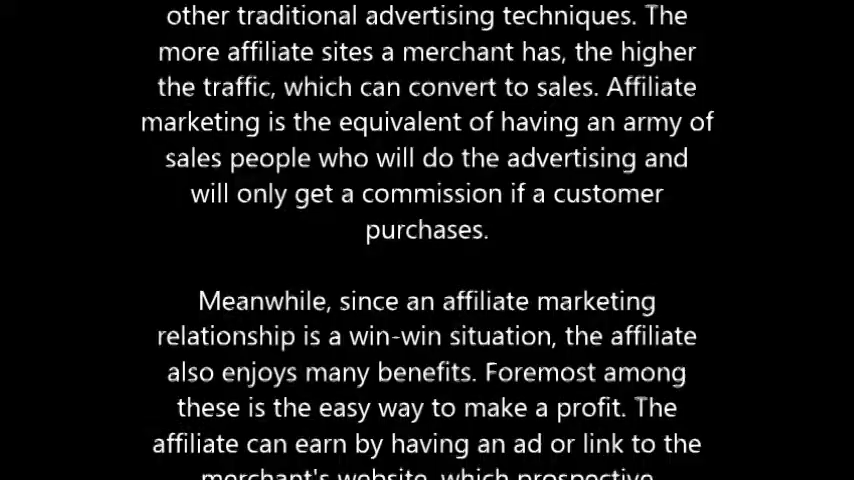 other traditional advertising techniques. The
more affiliate sites a merchant has, the higher
the traffic, which can convert to sales. Affiliate
marketing is the equivalent of having an army of
sales people who will do the advertising and
will only get a commission if a customer
purchases.
Meanwhile, since an affiliate marketing
relationship is a win-win situation, the affiliate
also enjoys many benefits. Foremost among
these is the easy way to make a profit. The
affiliate can earn by having an ad or link to the
merchant's website, which prospective